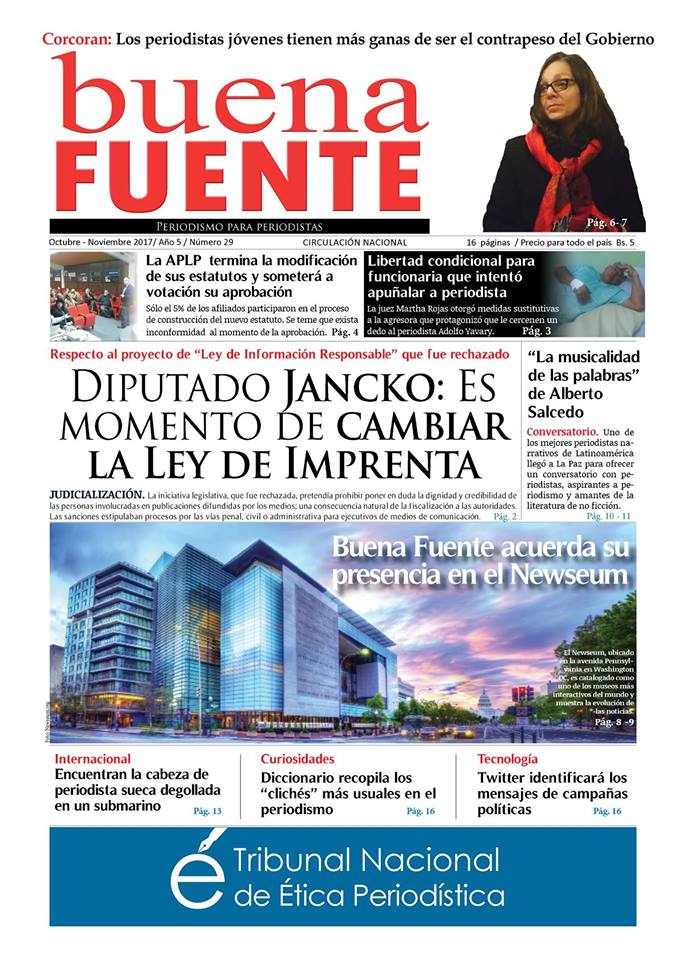 Corcoran: Los periodistas jóvenes tienen más ganas de ser el contrapeso del Gobierno
buena
FUENTE
Pág. 6- 7
PERIODISMO PARA PERIODISTAS
Octubre - Noviembre 2017/ Año 5 / Número 29 CIRCULACIÓN NACIONAL 16 páginas / Precio para todo el país Bs. 5
La APLP termina la modificación
de sus estatutos y someterá a
votación su aprobación
Sólo el 5% de los afiliados participaron en el proceso
de construcción del nuevo estatuto. Se teme que exista
inconformidad al momento de la aprobación. Pág. 4
Libertad condicional para
funcionaria que intentó
apuñalar a periodista
La juez Martha Rojas otorgó medidas sustitutivas
a la agresora que protagonizó que le cercenen un
dedo al periodista Adolfo Yavary. Pág. 3
Respecto al proyecto de “Ley de Información Responsable” que fue rechazado
DIPUTADO JANCKO: ES
MOMENTO DE CAMBIAR
LA LEY DE IMPRENTA
JUDICIALIZACIÓN. La iniciativa legislativa, que fue rechazada, pretendía prohibir poner en duda la dignidad y credibilidad de
las personas involucradas en publicaciones difundidas por los medios; una consecuencia natural de la fiscalización a las autoridades.
Las sanciones estipulaban procesos por las vías penal, civil o administrativa para ejecutivos de medios de comunicación. Pág. 2
“La musicalidad
de las palabras”
de Alberto
Salcedo
Conversatorio. Uno de
los mejores periodistas na-
rrativos de Latinoamérica
llegó a La Paz para ofrecer
un conversatorio con pe-
riodistas, aspirantes a pe-
riodismo y amantes de la
literatura de no ficción.
Pág. 10 - 11
Buena Fuente acuerda su
presencia en el Newseum
El Newseum, ubicado
en la avenida Pennsyl-
vania en Washington
DC, es catalogado como
uno de los museos más
interactivos del mundo y
muestra la evolución de
las noticias.
Pág. 8 -9
Internacional
Encuentran la cabeza de
periodista sueca degollada
en un submarino Pág. 13
Curiosidades
Diccionario recopila los
“clichés” más usuales en el
periodismo Pág. 16
Tecnología
Twitter identificará los
mensajes de campañas
políticas Pág. 16
é Tribunal Nacional
de Ética Periodística